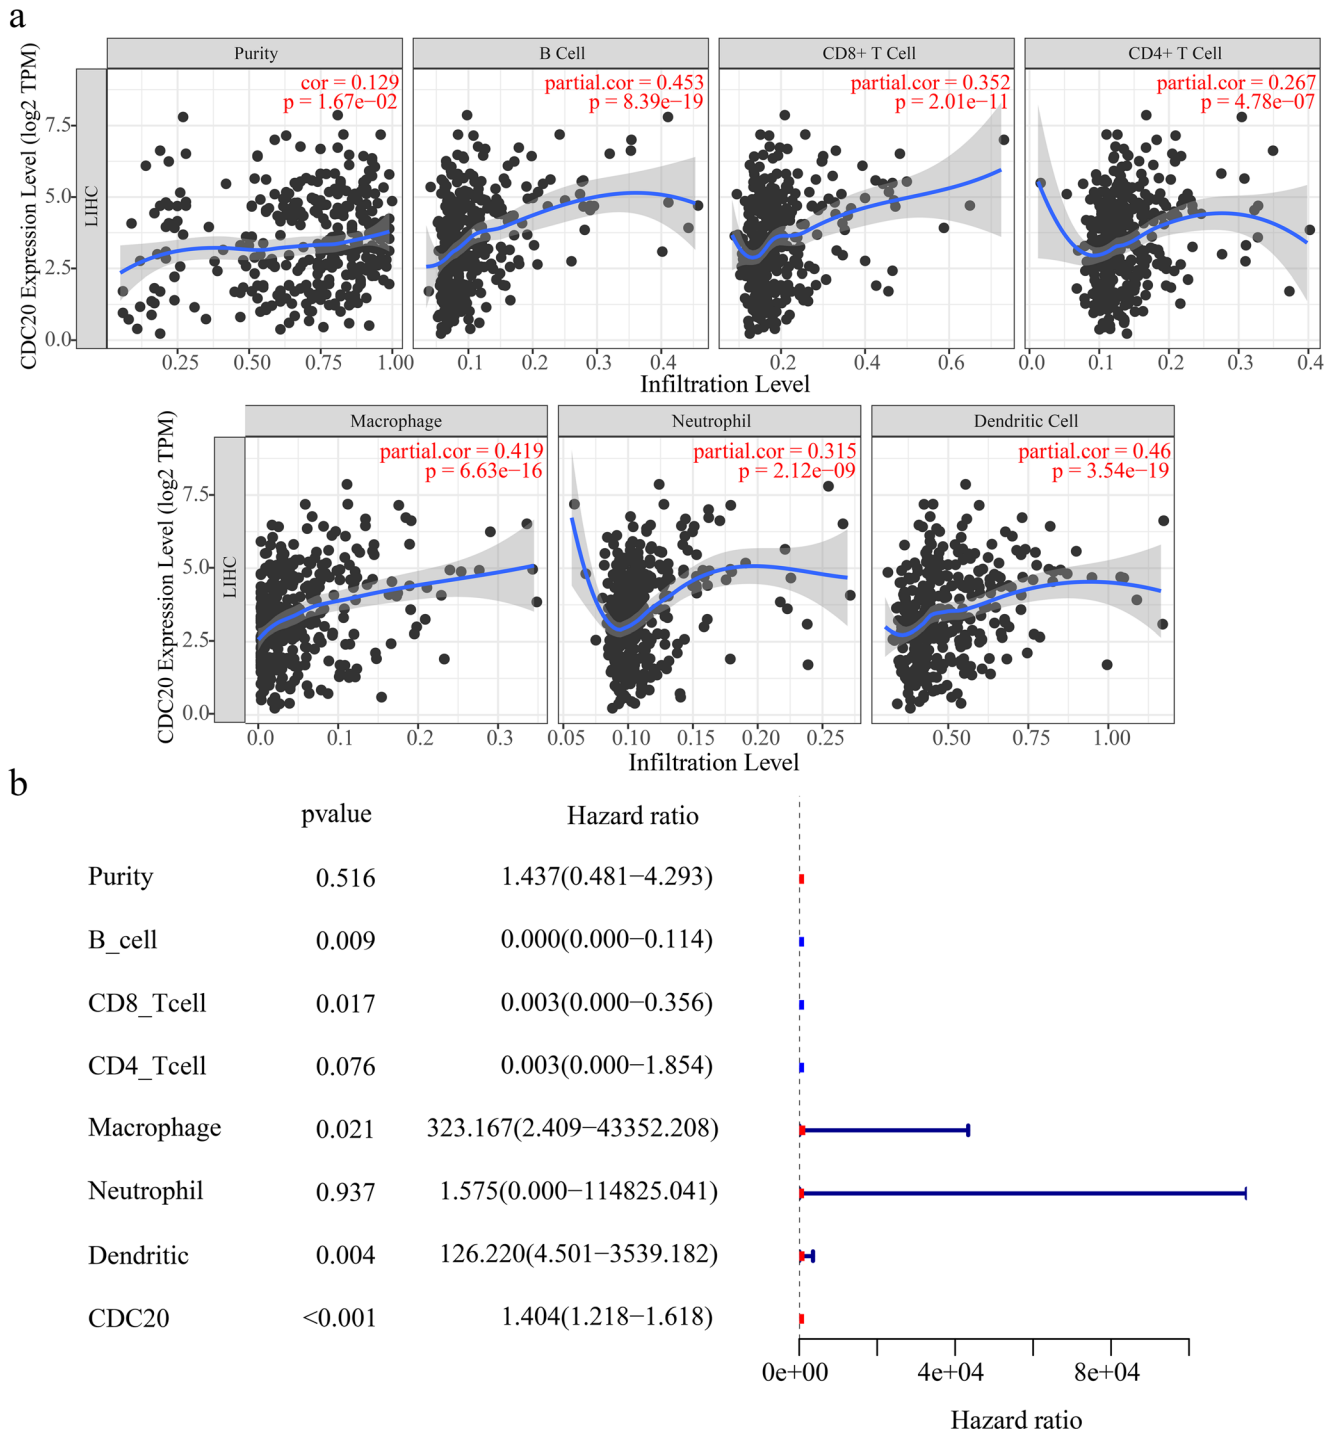 a
Purity
B Cell
CD8+ T Cell
CD4+ T Cell
CDC20 Expression Level (log2 TPM)
LIHC
cor = 0.129
p = 1.67e−02
partial.cor = 0.453
p = 8.39e−19
partial.cor = 0.352
p = 2.01e−11
partial.cor = 0.267
p = 4.78e−07
7.5
5.0
2.5
0.0
0.25 0.50 0.75 1.00
0.1 0.2 0.3 0.4
0.2 0.4 0.6
0.0 0.1 0.2 0.3 0.4
Infiltration Level
Macrophage
Neutrophil
Dendritic Cell
CDC20 Expression Level (log2 TPM)
LIHC
partial.cor = 0.419
p = 6.63e−16
partial.cor = 0.315
p = 2.12e−09
partial.cor = 0.46
p = 3.54e−19
7.5
5.0
2.5
0.0
0.0 0.1 0.2 0.3
0.05 0.10 0.15 0.20 0.25
0.50 0.75 1.00
Infiltration Level
b
pvalue Hazard ratio
Purity 0.516 1.437(0.481−4.293)
B_cell 0.009 0.000(0.000−0.114)
CD8_Tcell 0.017 0.003(0.000−0.356)
CD4_Tcell 0.076 0.003(0.000−1.854)
Macrophage 0.021 323.167(2.409−43352.208)
Neutrophil 0.937 1.575(0.000−114825.041)
Dendritic 0.004 126.220(4.501−3539.182)
CDC20 <0.001 1.404(1.218−1.618)
0e+00 4e+04 8e+04
Hazard ratio